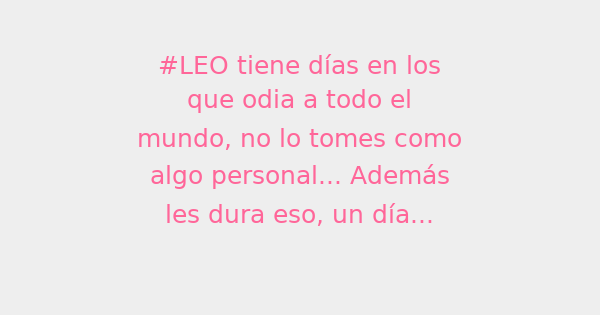 #LEO tiene días en los
que odia a todo el
mundo, no lo tomes como
algo personal... Además
les dura eso, un día...